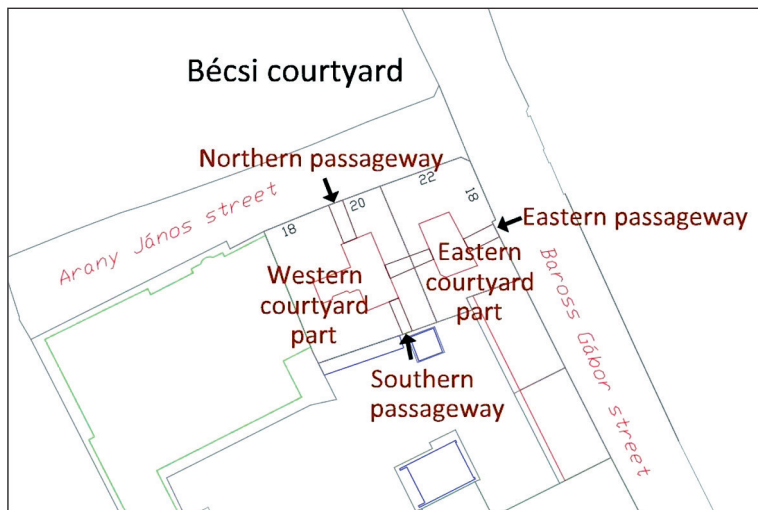 Bécsi courtyard
Northern passageway
22
20
18
18
Arany János street
Eastern passageway
Western
courtyard
part
Eastern
courtyard
part
Baross Gábor street
Southern
passageway